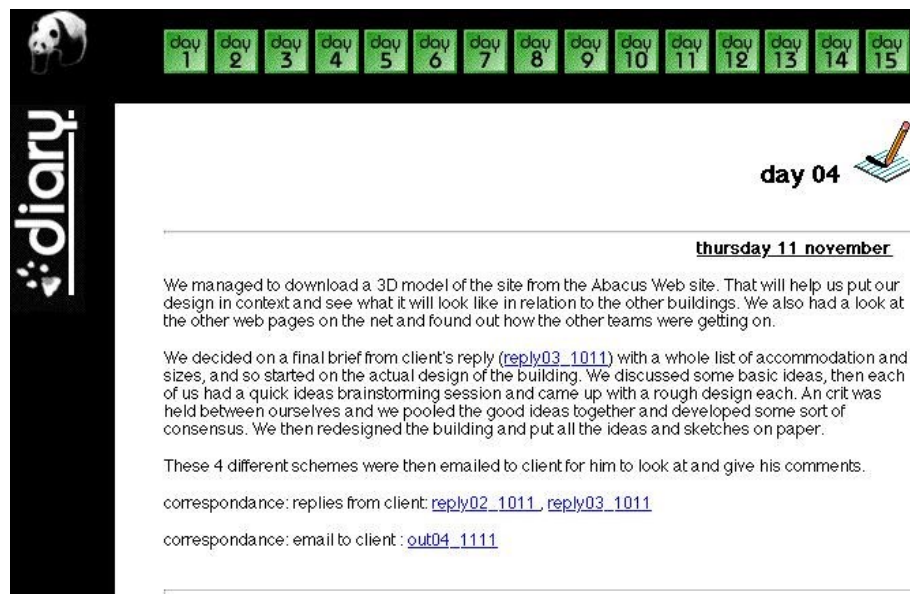 day 1
day 2
day 3
day 4
day 5
day 6
day 7
day 8
day 9
day 10
day 11
day 12
day 13
day 14
day 15
diary
day 04
thursday 11 november
We managed to download a 3D model of the site from the Abacus Web site. That will help us put our
design in context and see what it will look like in relation to the other buildings. We also had a look at
the other web pages on the net and found out how the other teams were getting on.
We decided on a final brief from client's reply (reply03_1011) with a whole list of accommodation and
sizes, and so started on the actual design of the building. We discussed some basic ideas, then each
of us had a quick ideas brainstorming session and came up with a rough design each. An crit was
held between ourselves and we pooled the good ideas together and developed some sort of
consensus. We then redesigned the building and put all the ideas and sketches on paper.
These 4 different schemes were then emailed to client for him to look at and give his comments.
correspondance: replies from client: reply02_1011 , reply03_1011
correspondance: email to client : out04_1111